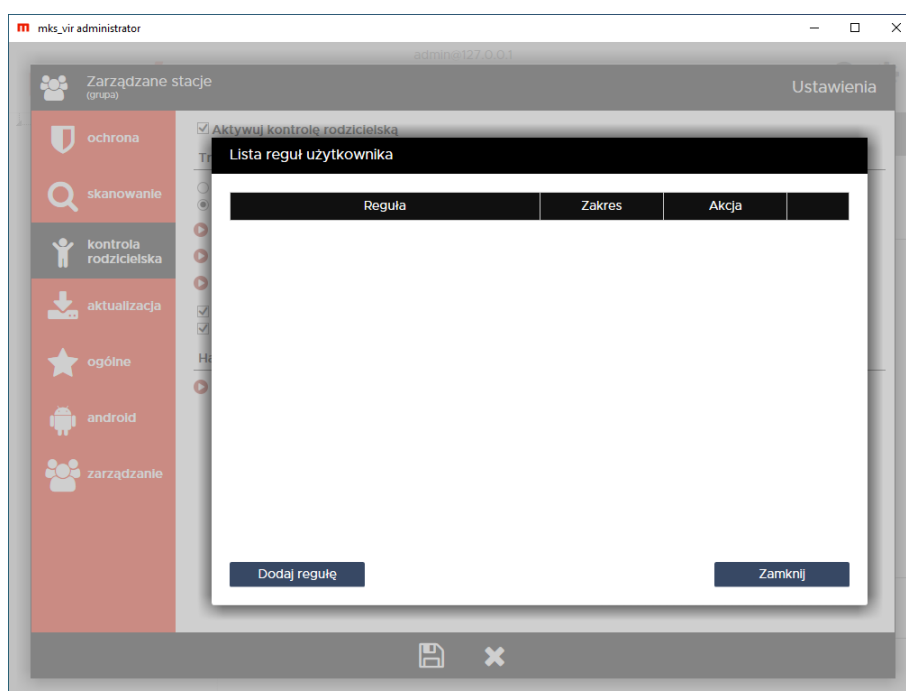 mks_vir administrator
admin@127.0.0.1
Zarządzane stacje
(grupa)
Ustawienia
ochrona
skanowanie
kontrola
rodzicielska
aktualizacja
ogólne
android
zarządzanie
Aktywuj kontrolę rodzicielską
Lista reguł użytkownika
Reguła Zakres Akcja
Dodaj regułę
Zamknij